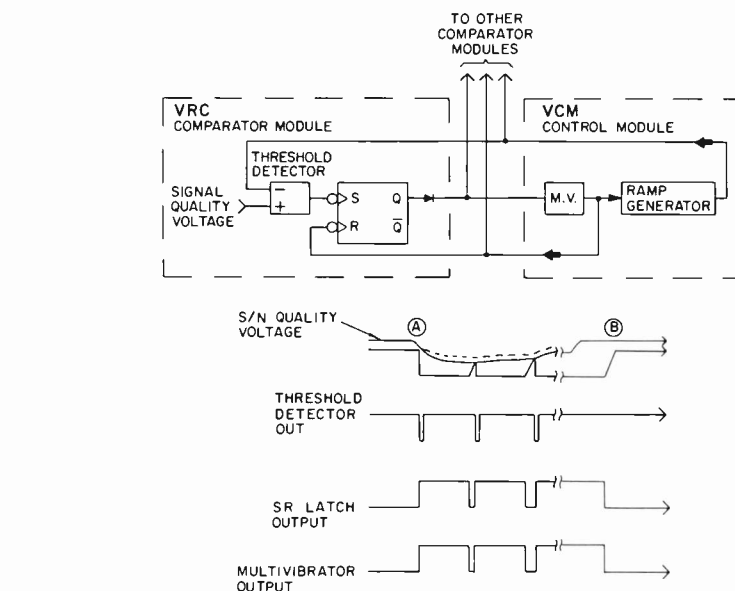 TO OTHER
COMPARATOR
MODULES
VRC
COMPARATOR MODULE
VCM
CONTROL MODULE
THRESHOLD
DETECTOR
SIGNAL
QUALITY
VOLTAGE
−
+
S
Q
R
Q̅
M.V.
RAMP
GENERATOR
S/N QUALITY
VOLTAGE
A
B
THRESHOLD
DETECTOR
OUT
SR LATCH
OUTPUT
MULTIVIBRATOR
OUTPUT